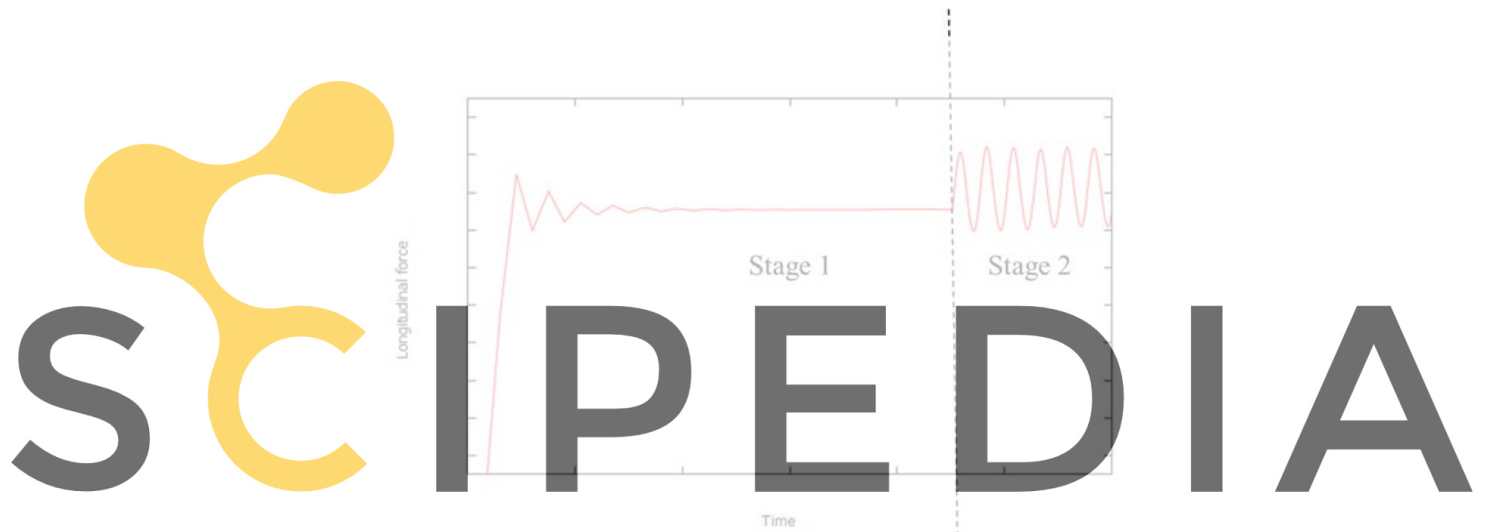 Stage 1
Stage 2
Longitudinal force
SCIPEDIA
Time